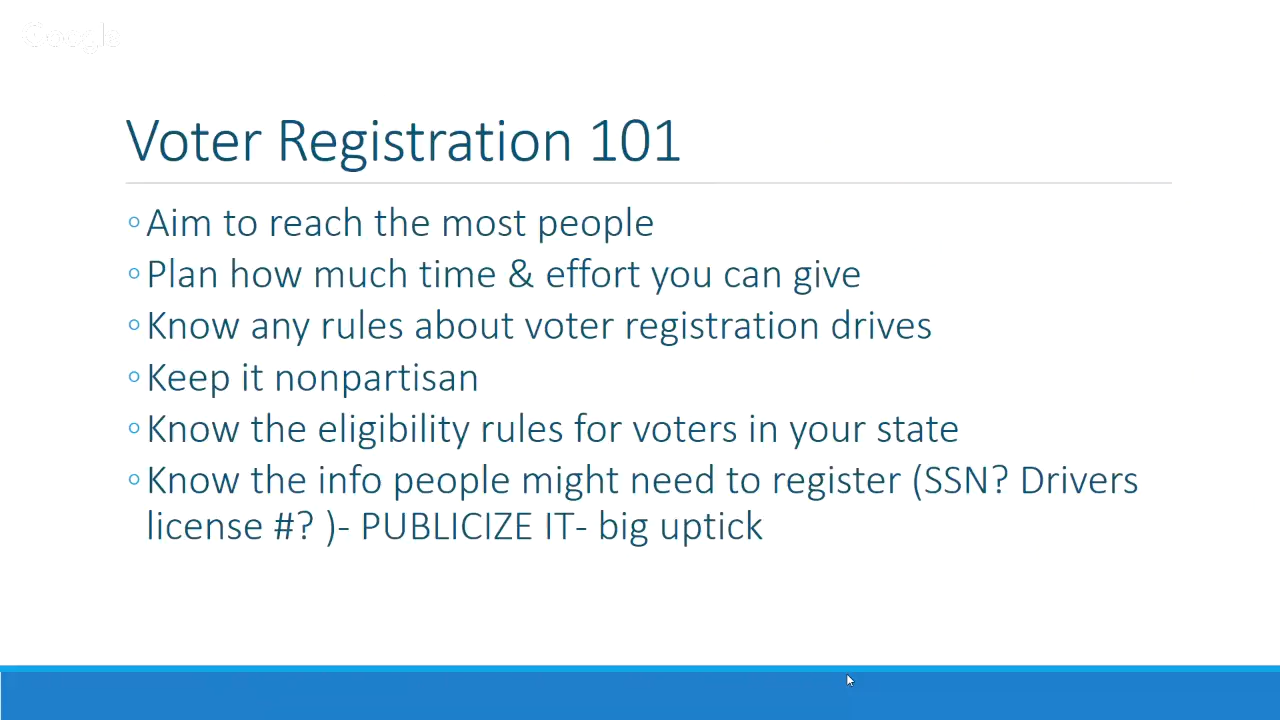 Google
Voter Registration 101
◦Aim to reach the most people
◦Plan how much time & effort you can give
◦Know any rules about voter registration drives
◦Keep it nonpartisan
◦Know the eligibility rules for voters in your state
◦Know the info people might need to register (SSN? Drivers
license #? )- PUBLICIZE IT- big uptick